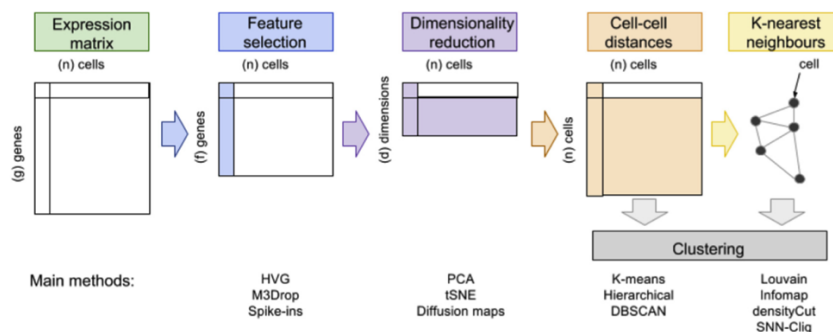 Expression
matrix
Feature
selection
Dimensionality
reduction
Cell-cell
distances
K-nearest
neighbours
(n) cells
(n) cells
(n) cells
(n) cells
cell
(g) genes
(f) genes
(d) dimensions
(n) cells
Clustering
Main methods:
HVG
M3Drop
Spike-ins
PCA
tSNE
Diffusion maps
K-means
Hierarchical
DBSCAN
Louvain
Infomap
densityCut
SNN-Cliq